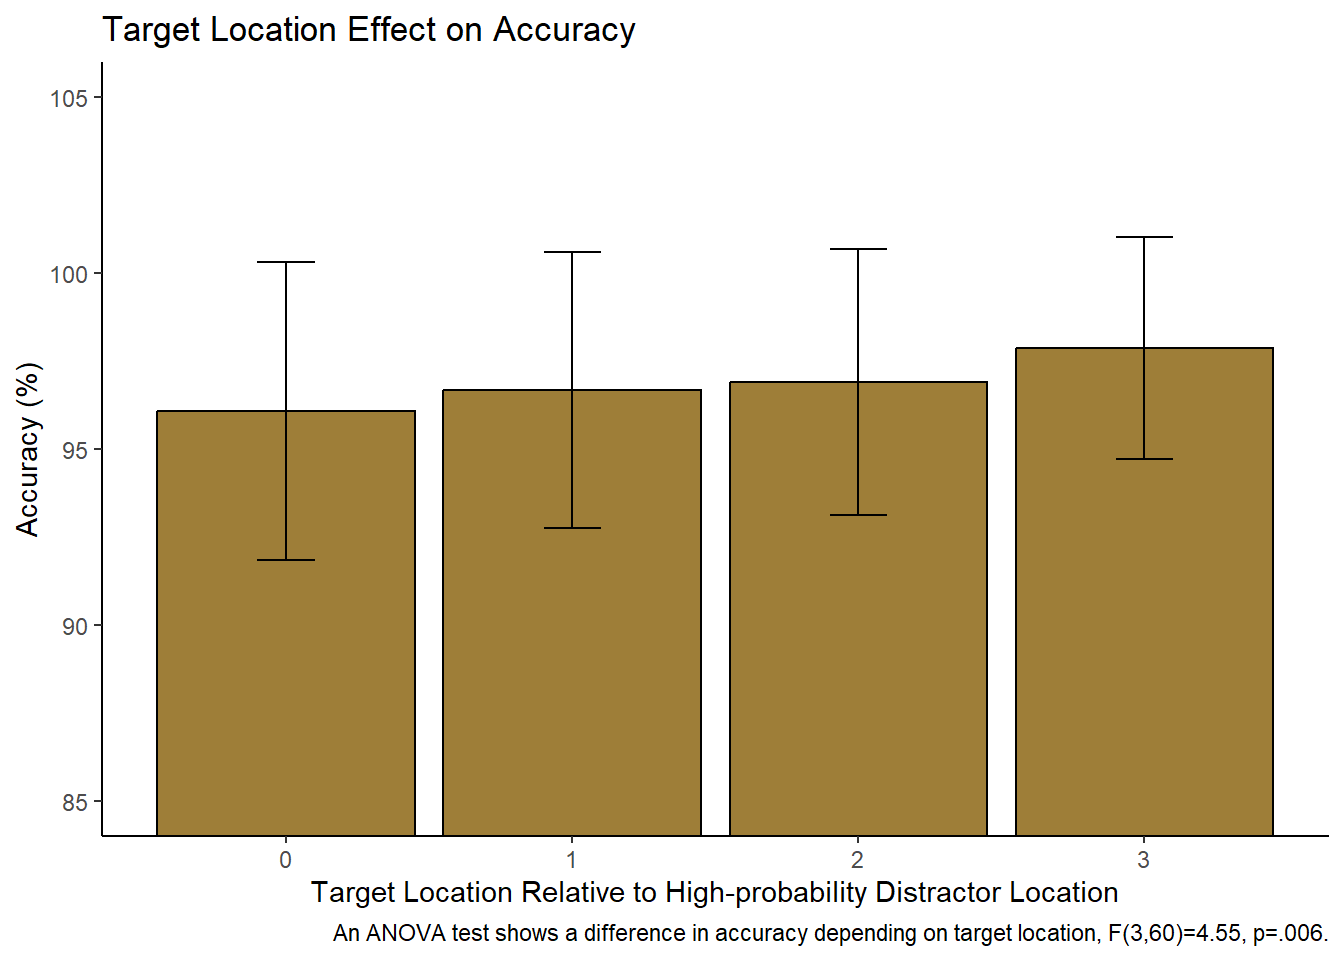 Target Location Effect on Accuracy
105
100
95
90
85
Accuracy (%)
0 1 2 3
Target Location Relative to High-probability Distractor Location
An ANOVA test shows a difference in accuracy depending on target location, F(3,60)=4.55, p=.006.